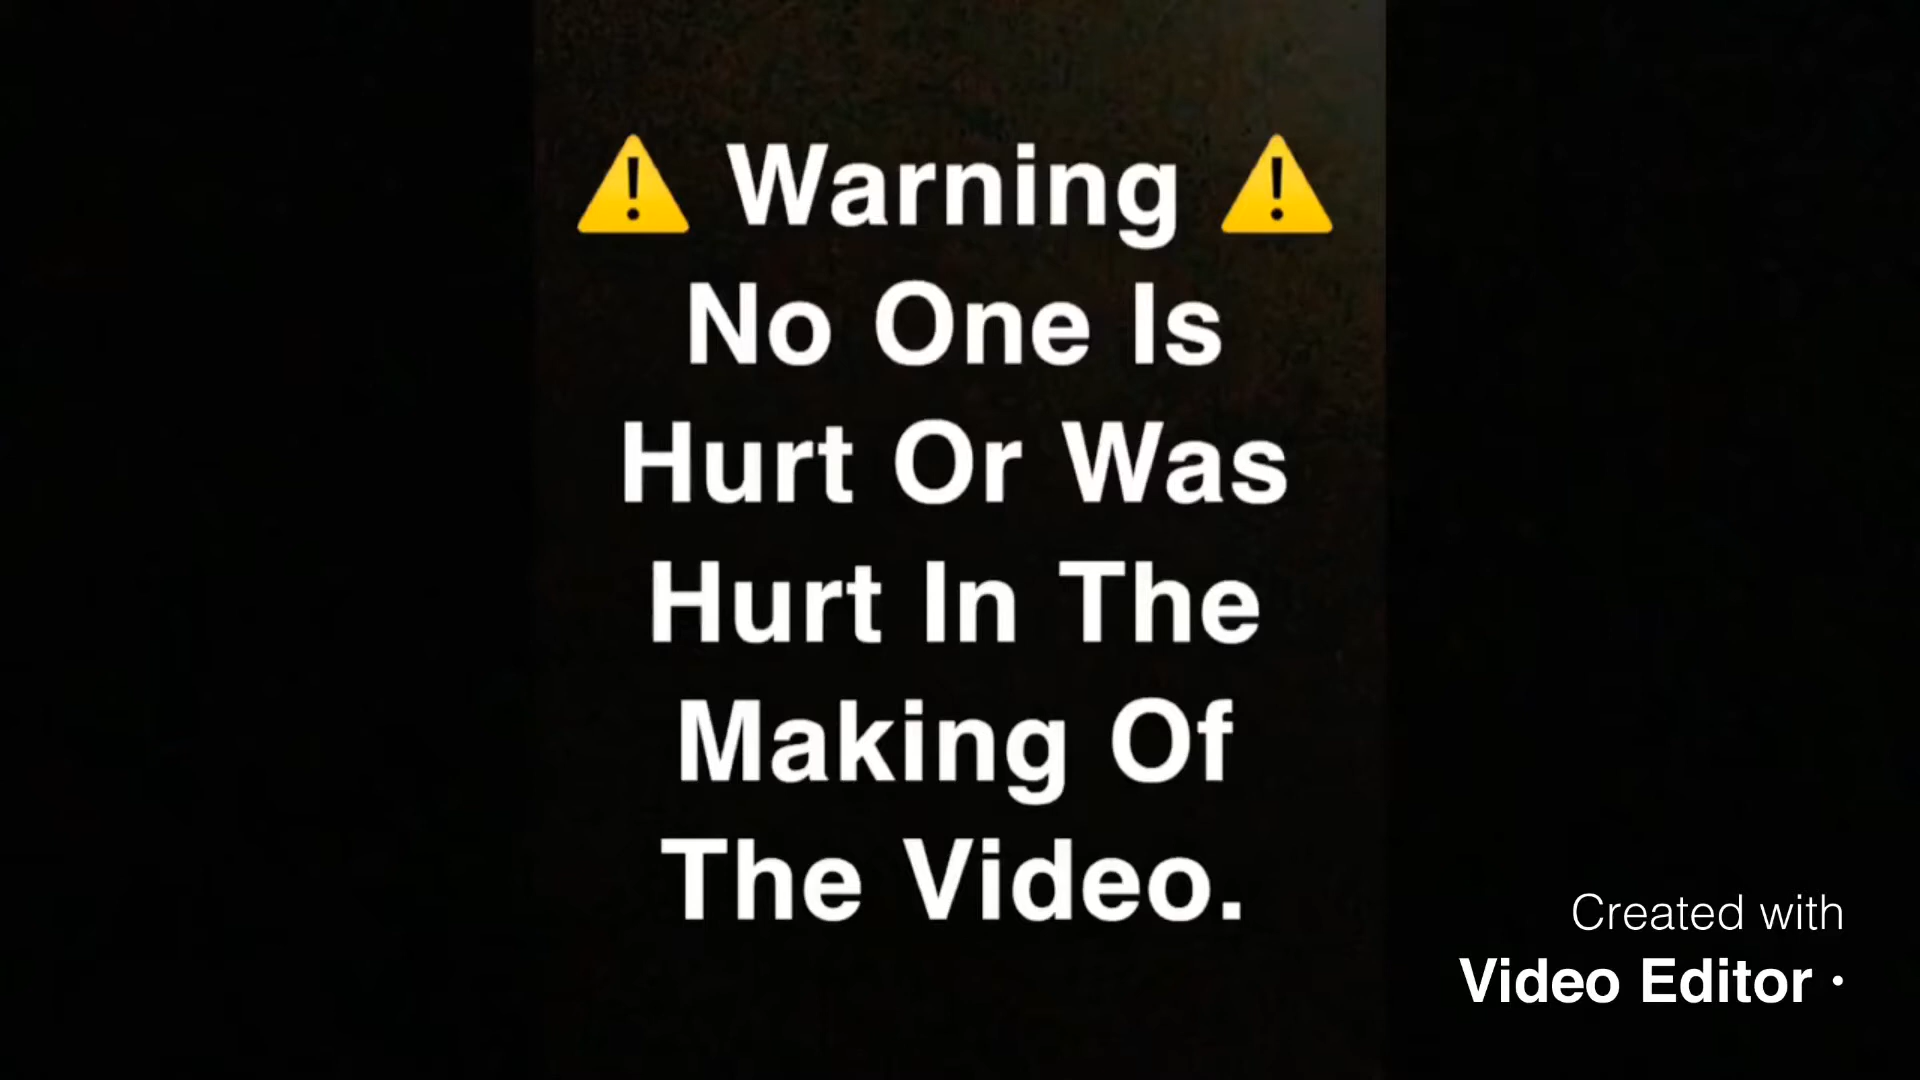 ⚠️ Warning ⚠️
No One Is
Hurt Or Was
Hurt In The
Making Of
The Video.
Created with
Video Editor ·